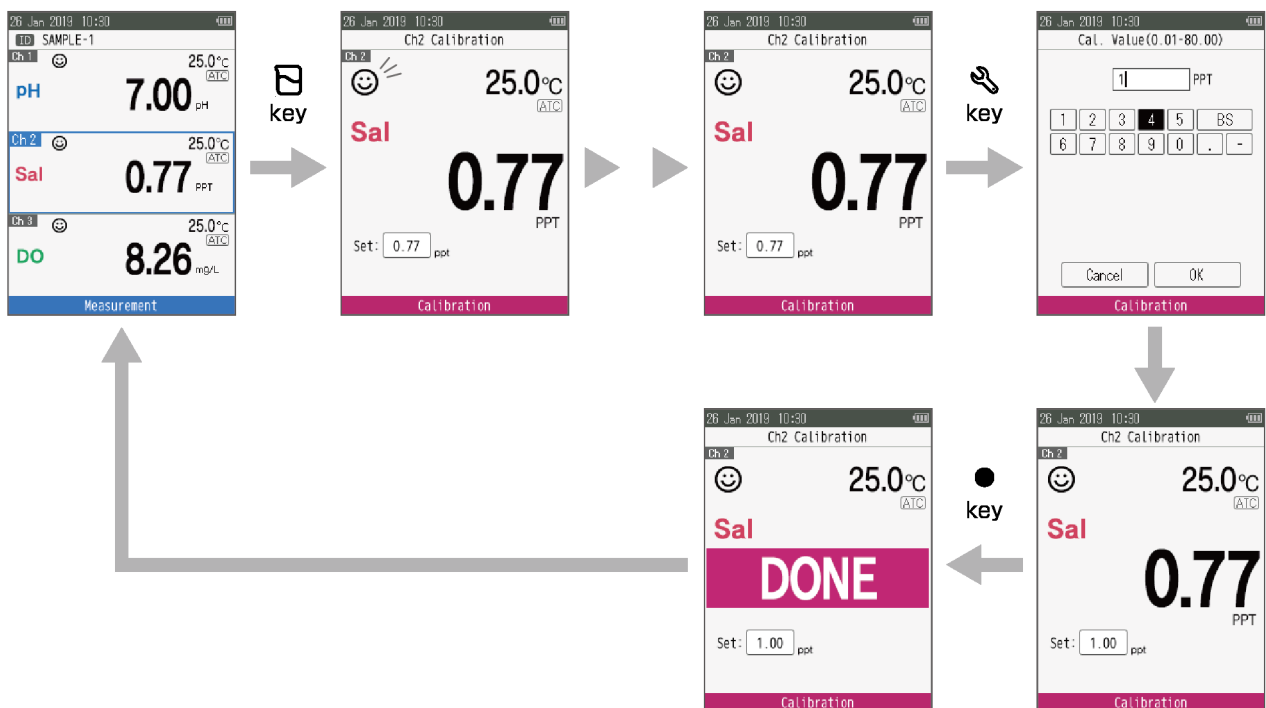 26 Jan 2019 10:30
ID SAMPLE-1
Ch 1 25.0°C
ATC
pH 7.00 pH
Ch 2 25.0°C
ATC
Sal 0.77 PPT
Ch 3 25.0°C
ATC
DO 8.26 mg/L
Measurement
key
26 Jan 2019 10:30
Ch2 Calibration
Ch 2
25.0°C
ATC
Sal
0.77
PPT
Set: 0.77 ppt
Calibration
26 Jan 2019 10:30
Ch2 Calibration
Ch 2
25.0°C
ATC
Sal
0.77
PPT
Set: 0.77 ppt
Calibration
key
26 Jan 2019 10:30
Cal. Value(0.01-80.00)
1 PPT
1 2 3 4 5 BS
6 7 8 9 0 . -
Cancel OK
Calibration
26 Jan 2019 10:30
Ch2 Calibration
Ch 2
25.0°C
ATC
Sal
0.77
PPT
Set: 1.00 ppt
Calibration
key
26 Jan 2019 10:30
Ch2 Calibration
Ch 2
25.0°C
ATC
Sal
DONE
Set: 1.00 ppt
Calibration